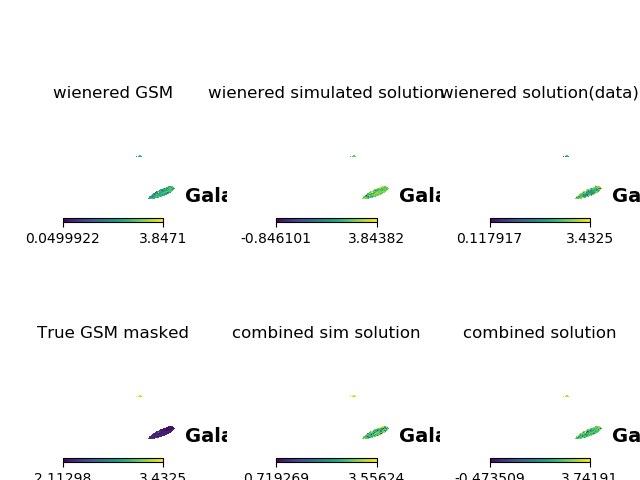 wienered GSM
wienered simulated solution
wienered solution(data)
Gala
Gala
Ga
0.0499922 3.8471
-0.846101 3.84382
0.117917 3.4325
True GSM masked
combined sim solution
combined solution
Gala
Gala
Ga
2.11298 3.4325
0.719269 3.55624
-0.473509 3.74191